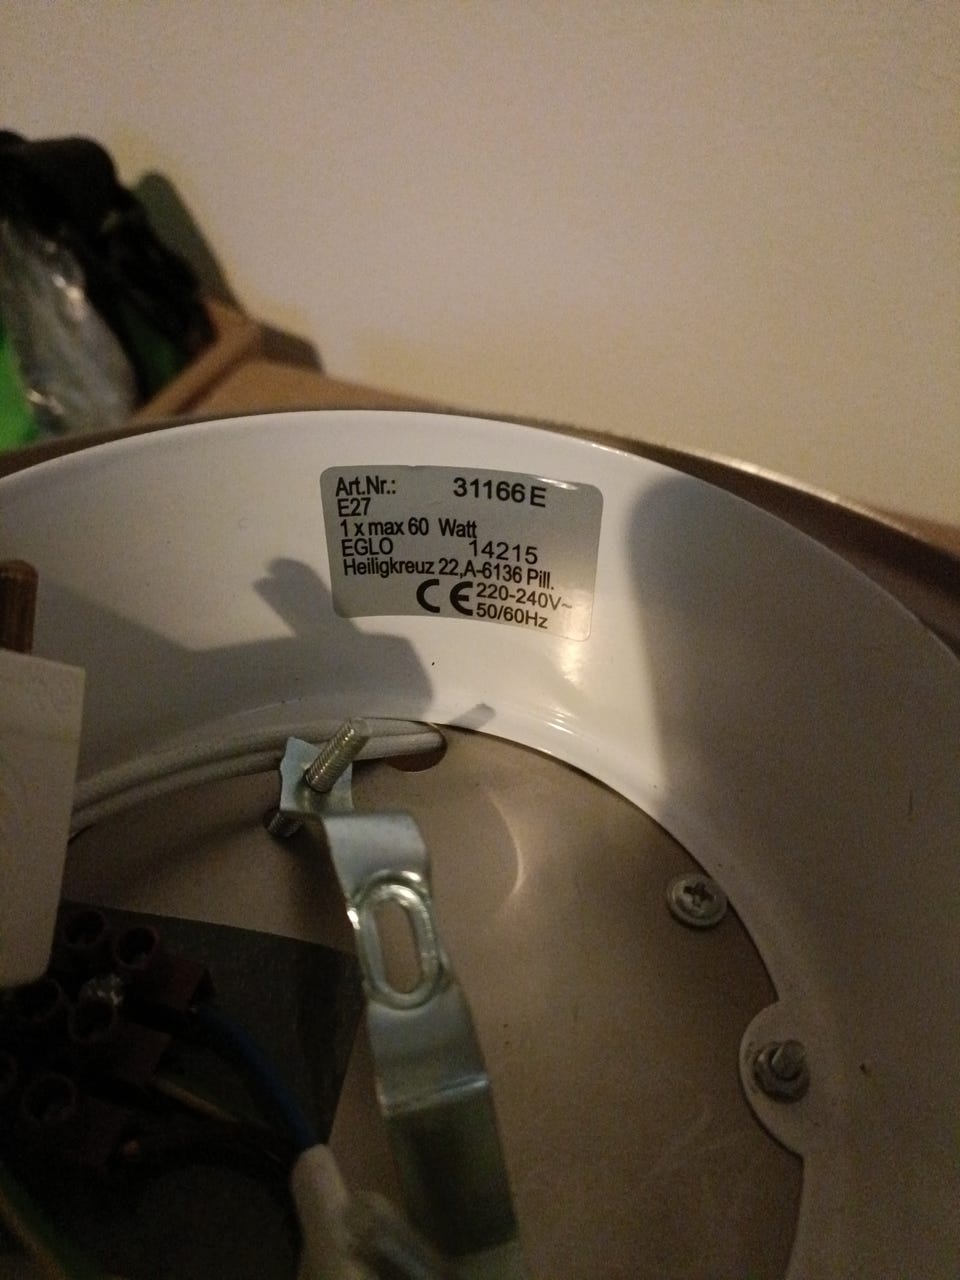 Art.Nr.: 31166 E
E27
1 x max 60 Watt
EGLO 14215
Heiligkreuz 22,A-6136 Pill.
CE 220-240V~
50/60Hz